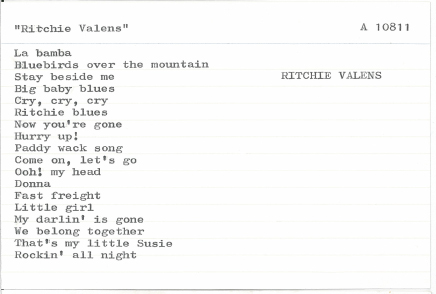 "Ritchie Valens" A 10811
La bamba
Bluebirds over the mountain
Stay beside me RITCHIE VALENS
Big baby blues
Cry, cry, cry
Ritchie blues
Now you're gone
Hurry up!
Paddy wack song
Come on, let's go
Ooh! my head
Donna
Fast freight
Little girl
My darlin' is gone
We belong together
That's my little Susie
Rockin' all night